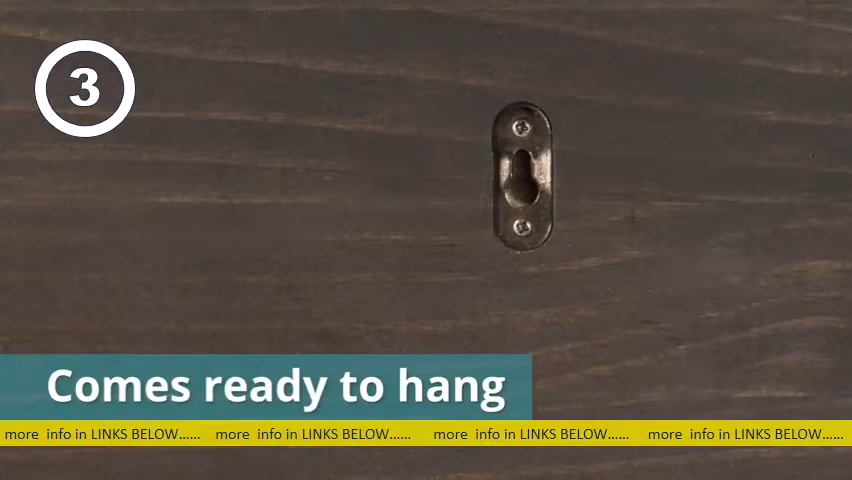 3
Comes ready to hang
more  info in LINKS BELOW......    more  info in LINKS BELOW......    more  info in LINKS BELOW......    more  info in LINKS BELOW......